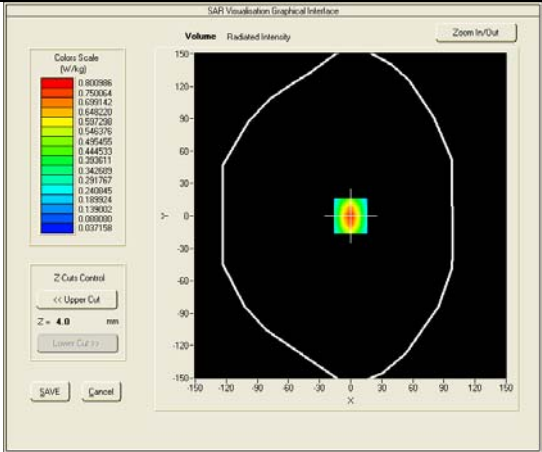 SAR Visualisation Graphical Interface
Volume Radiated Intensity
Zoom In/Out
Colors Scale
(W/kg)
0.800986
0.750064
0.699142
0.648220
0.597298
0.546376
0.495455
0.444533
0.393611
0.342689
0.291767
0.240845
0.189924
0.139002
0.088080
0.037158
Z-Cuts Control
<< Upper Cut
Z = 4.0 mm
Lower Cut >>
SAVE Cancel
150
120
90
60
30
0
-30
-60
-90
-120
-150
Y
-150 -120 -90 -60 -30 0 30 60 90 120 150
X